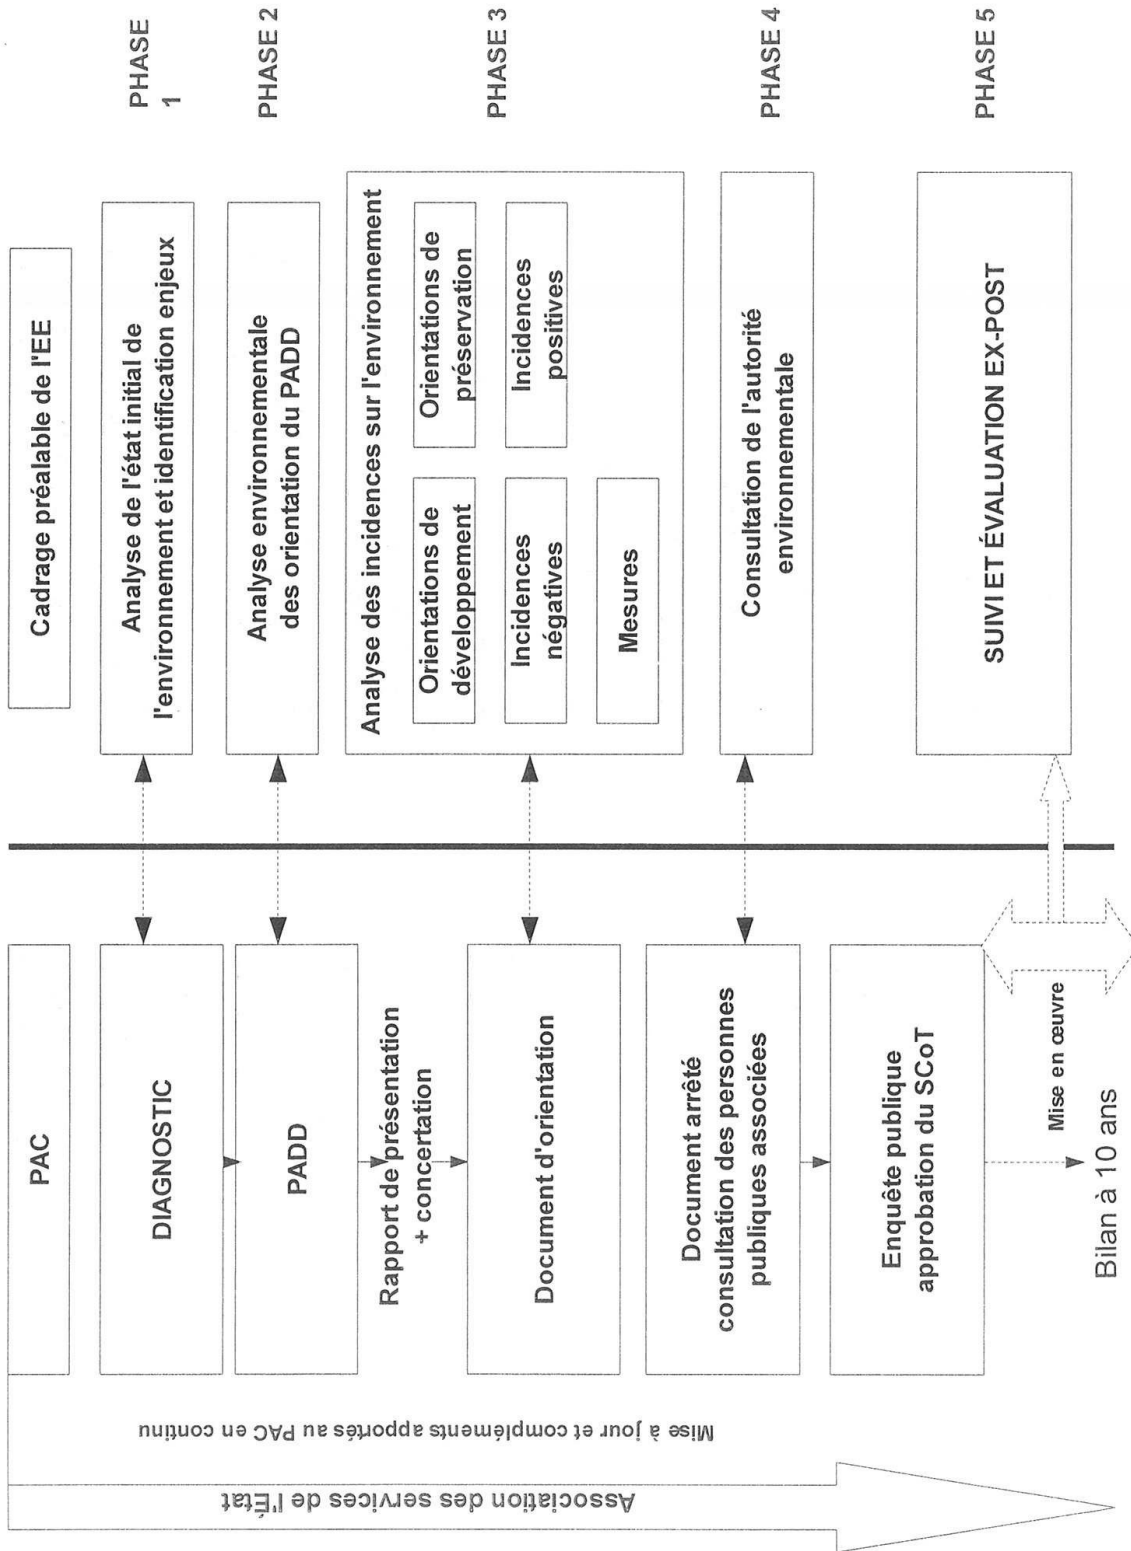 Association des services de l'État
Mise à jour et compléments apportés au PAC en continu
PAC
Cadrage préalable de l'EE
DIAGNOSTIC
Analyse de l'état initial de
l'environnement et identification enjeux
PHASE
1
PADD
Analyse environnementale
des orientation du PADD
PHASE 2
Rapport de présentation
+ concertation
Document d'orientation
Analyse des incidences sur l'environnement
Orientations de
développement
Orientations de
préservation
Incidences
négatives
Incidences
positives
Mesures
PHASE 3
Document arrêté
consultation des personnes
publiques associées
Consultation de l'autorité
environnementale
PHASE 4
Enquête publique
approbation du SCoT
Mise en œuvre
Bilan à 10 ans
SUIVI ET ÉVALUATION EX-POST
PHASE 5